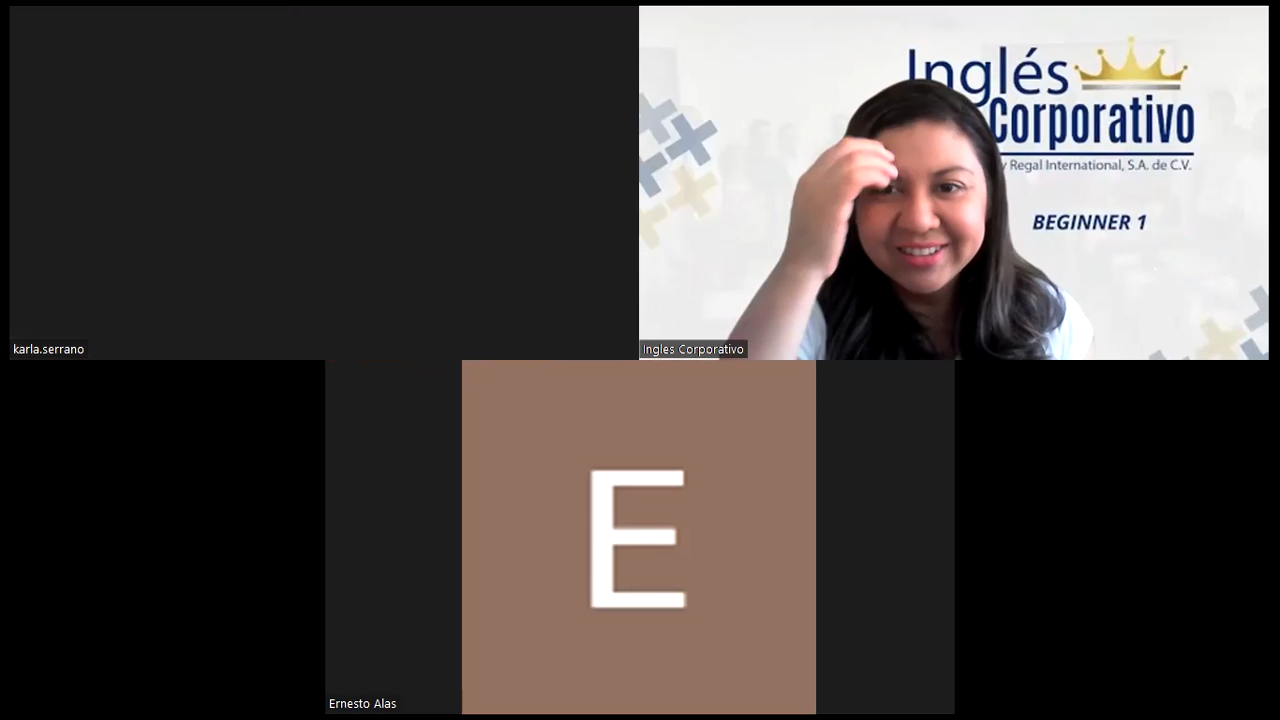 Inglés
Corporativo
y Regal International, S.A. de C.V.
BEGINNER 1
karla.serrano
Ingles Corporativo
E
Ernesto Alas